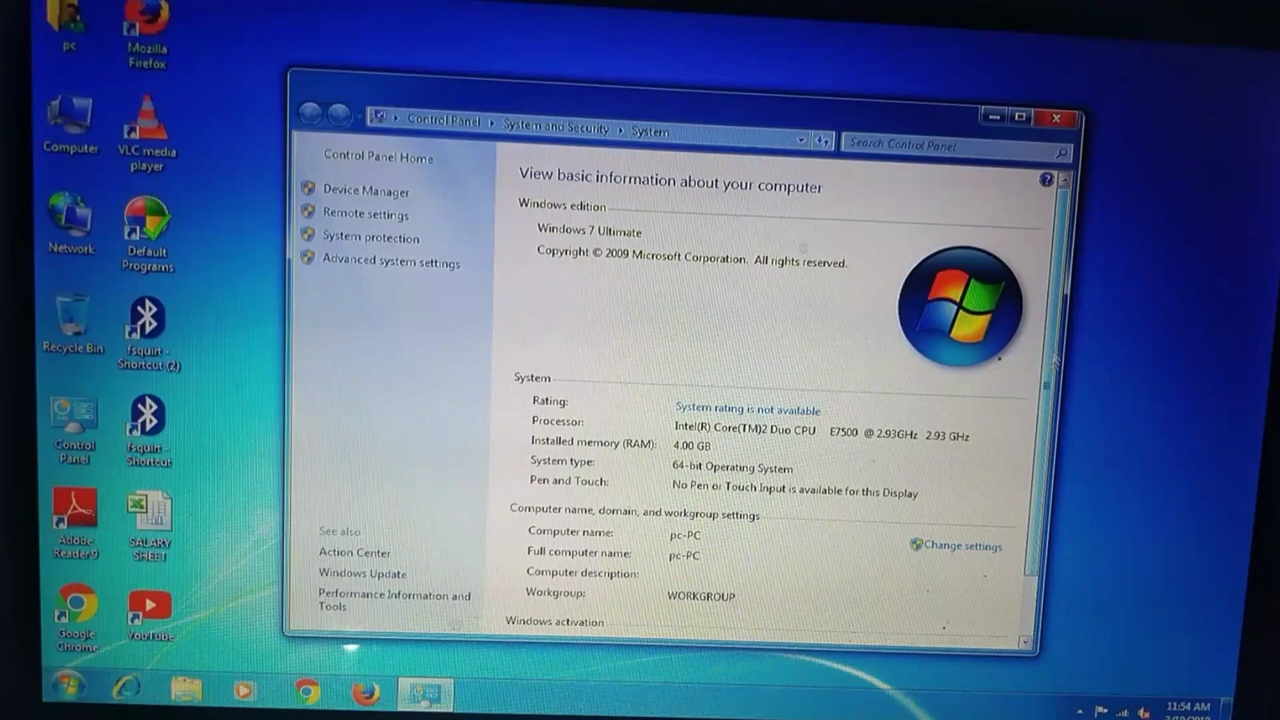 pc
Mozilla
Firefox
Computer
VLC media
player
Network
Default
Programs
Recycle Bin
fsquirt -
Shortcut (2)
Control
Panel
fsquirt -
Shortcut
Adobe
Reader9
SALARY
SHEET
Google
Chrome
YouTube
Control Panel
System and Security
System
Search Control Panel
Control Panel Home
Device Manager
Remote settings
System protection
Advanced system settings
See also
Action Center
Windows Update
Performance Information and
Tools
View basic information about your computer
Windows edition
Windows 7 Ultimate
Copyright © 2009 Microsoft Corporation. All rights reserved.
System
Rating: System rating is not available
Processor: Intel(R) Core(TM)2 Duo CPU E7500 @ 2.93GHz 2.93 GHz
Installed memory (RAM): 4.00 GB
System type: 64-bit Operating System
Pen and Touch: No Pen or Touch Input is available for this Display
Computer name, domain, and workgroup settings
Computer name: pc-PC
Change settings
Full computer name: pc-PC
Computer description:
Workgroup: WORKGROUP
Windows activation
11:54 AM